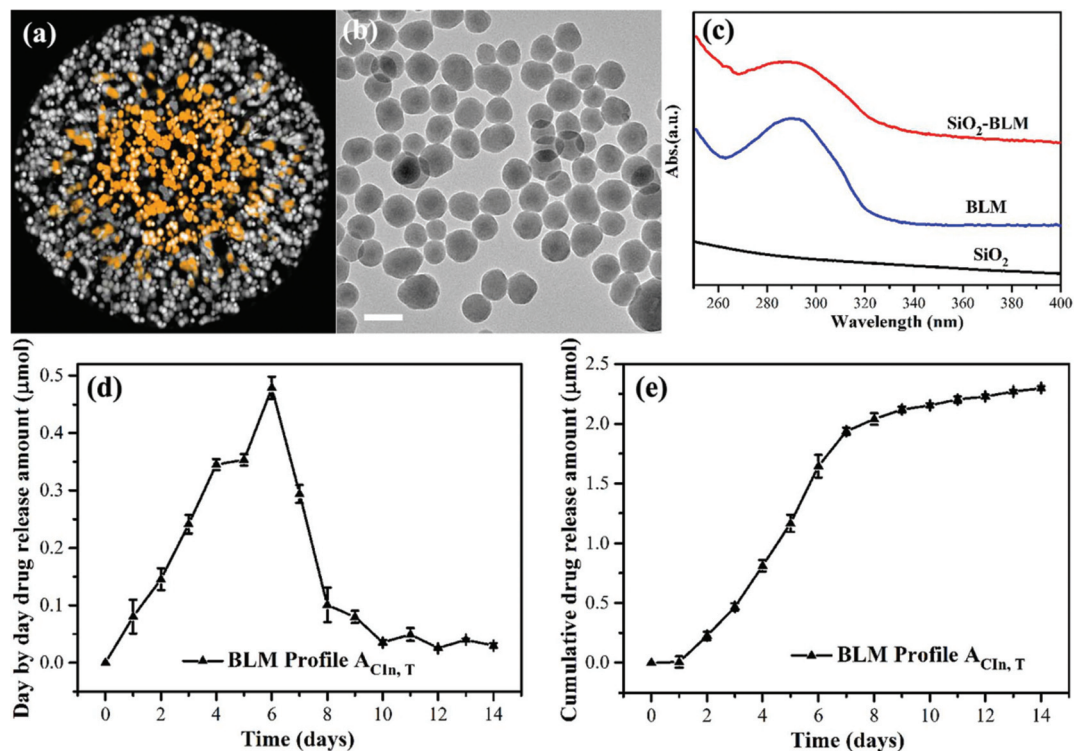 (a)
(b)
(c)
SiO₂-BLM
BLM
SiO₂
Abs.(a.u.)
260 280 300 320 340 360 380 400
Wavelength (nm)
(d)
Day by day drug release amount (μmol)
0.5
0.4
0.3
0.2
0.1
0.0
BLM Profile A_CIn, T
0 2 4 6 8 10 12 14
Time (days)
(e)
Cumulative drug release amount (μmol)
2.5
2.0
1.5
1.0
0.5
0.0
BLM Profile A_CIn, T
0 2 4 6 8 10 12 14
Time (days)